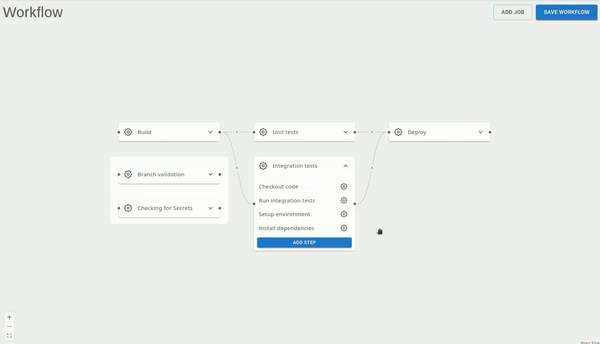 Workflow
ADD JOB
SAVE WORKFLOW
Build
Unit tests
Deploy
Branch validation
Checking for Secrets
Integration tests
Checkout code
Run integration tests
Setup environment
Install dependencies
ADD STEP
React Flow